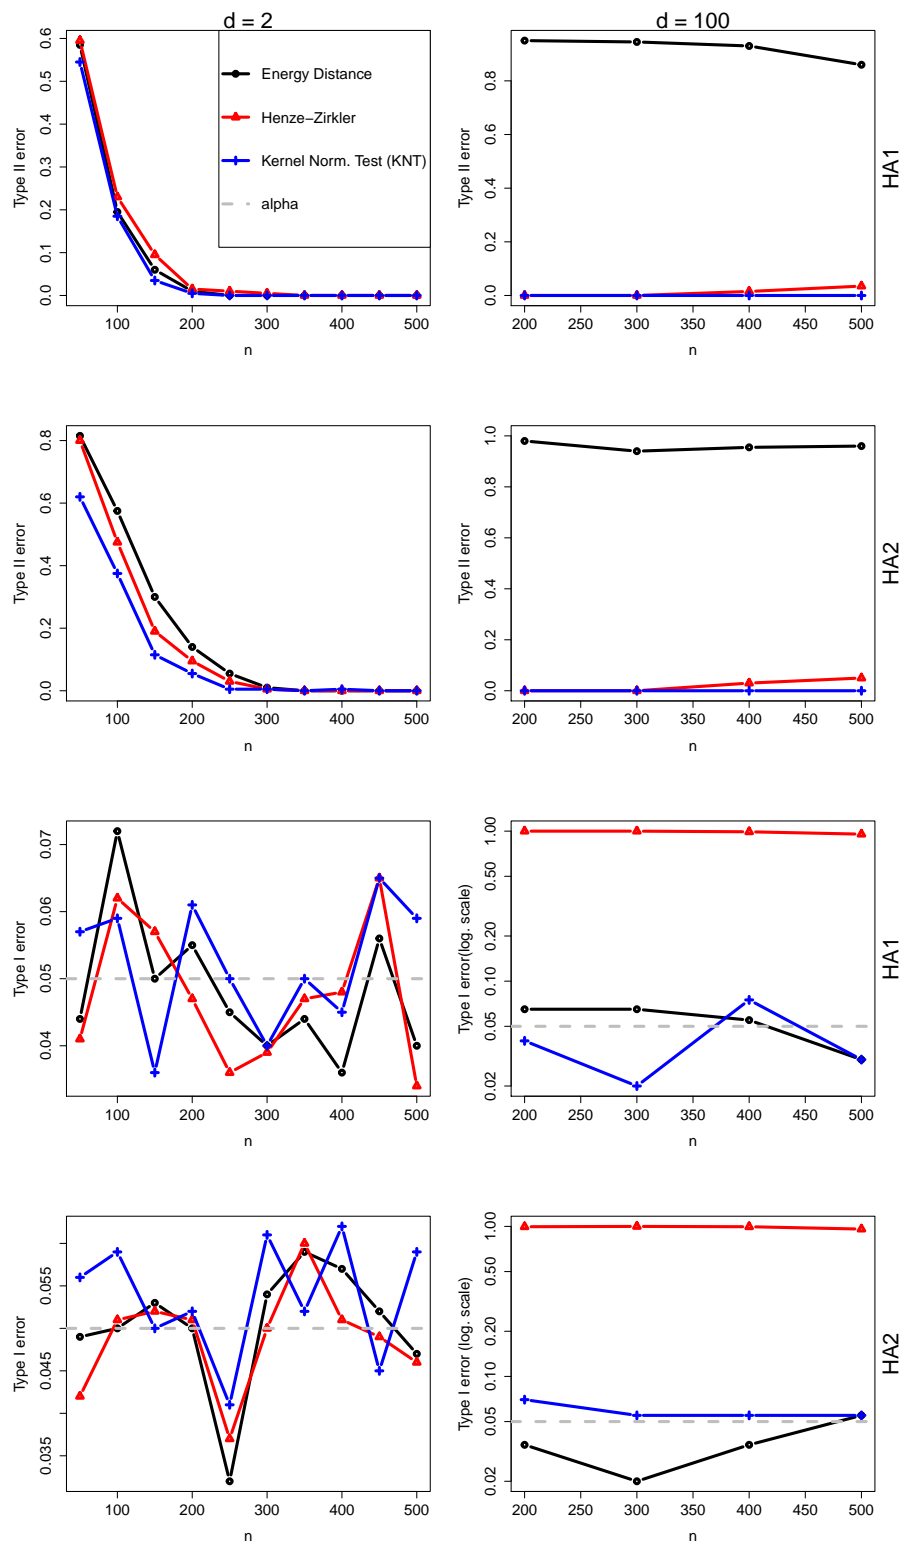 d = 2
d = 100
0.0 0.1 0.2 0.3 0.4 0.5 0.6
Type II error
Energy Distance
Henze−Zirkler
Kernel Norm. Test (KNT)
alpha
100 200 300 400 500
n
0.0 0.2 0.4 0.6 0.8
Type II error
200 250 300 350 400 450 500
n
HA1
0.0 0.2 0.4 0.6 0.8
Type II error
100 200 300 400 500
n
0.0 0.2 0.4 0.6 0.8 1.0
Type II error
200 250 300 350 400 450 500
n
HA2
0.04 0.05 0.06 0.07
Type I error
100 200 300 400 500
n
0.02 0.05 0.10 0.20 0.50 1.00
Type I error(log. scale)
200 250 300 350 400 450 500
n
HA1
0.035 0.045 0.055
Type I error
100 200 300 400 500
n
0.02 0.05 0.10 0.20 0.50 1.00
Type I error (log. scale)
200 250 300 350 400 450 500
n
HA2